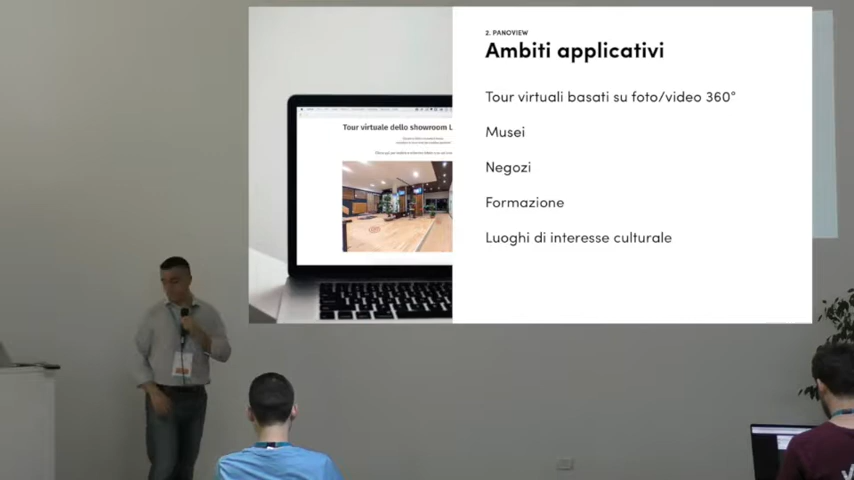 2. PANOVIEW
Ambiti applicativi
Tour virtuali basati su foto/video 360°
Musei
Negozi
Formazione
Luoghi di interesse culturale
Tour virtuale dello showroom L